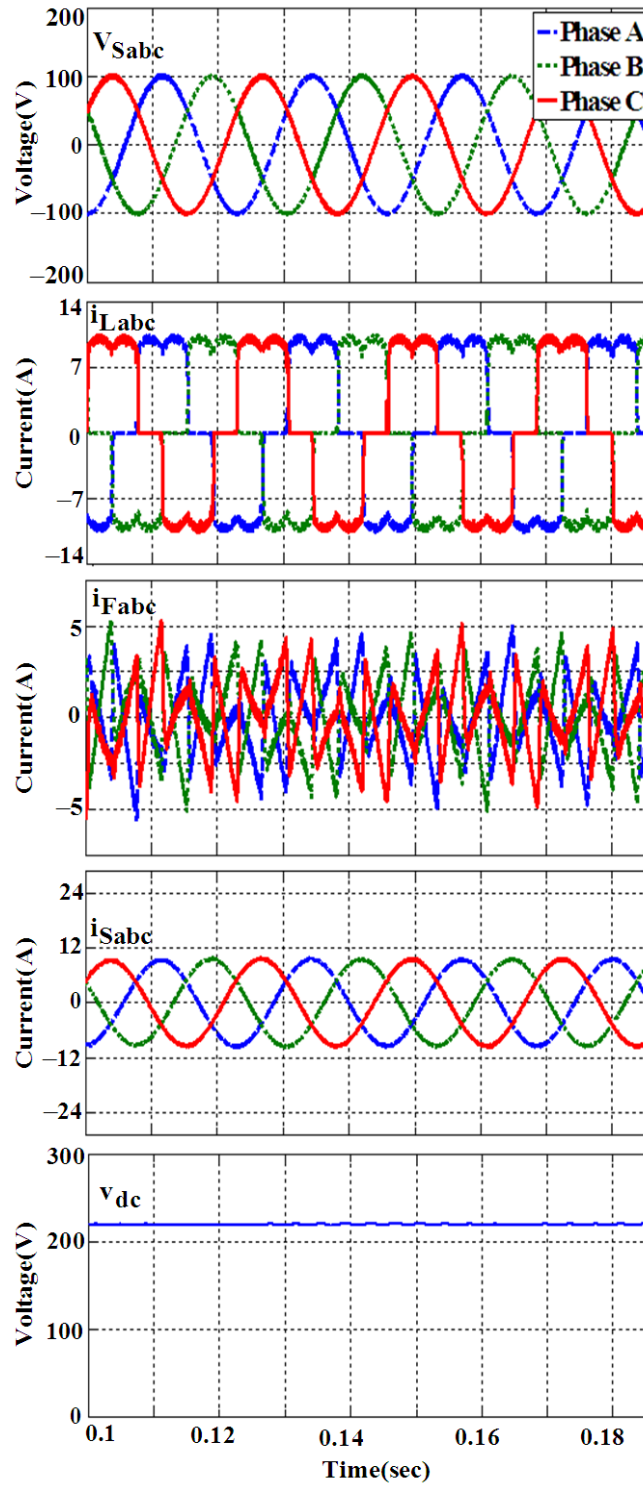 200
100
0
−100
−200
Voltage(V)
VSabc
Phase A
Phase B
Phase C
14
7
0
−7
−14
Current(A)
iLabc
5
0
−5
Current(A)
iFabc
24
12
0
−12
−24
Current(A)
iSabc
300
200
100
0
Voltage(V)
vdc
0.1
0.12
0.14
0.16
0.18
Time(sec)